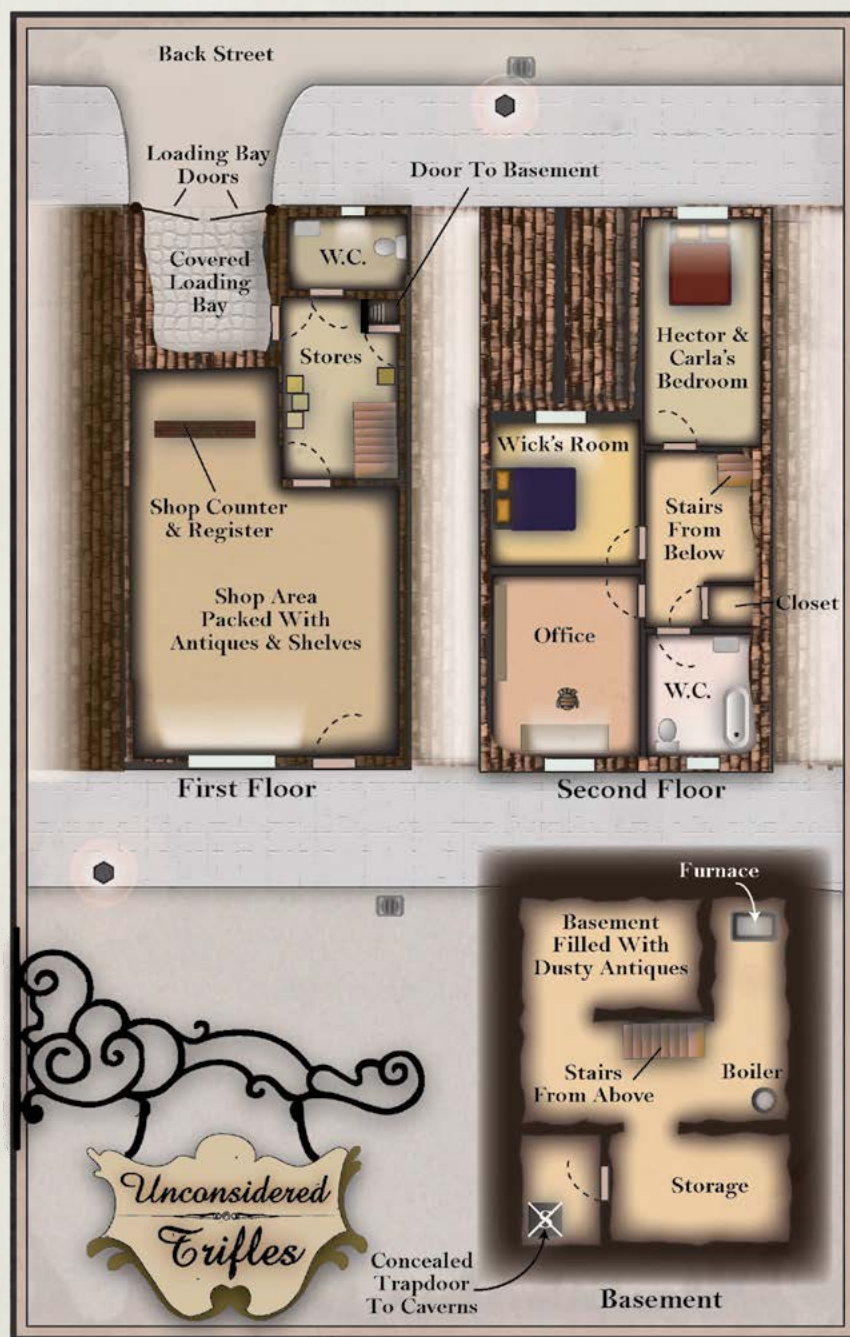 Back Street
Loading Bay
Doors
Door To Basement
Covered
Loading
Bay
W.C.
Stores
Shop Counter
& Register
Shop Area
Packed With
Antiques & Shelves
First Floor
Hector &
Carla's
Bedroom
Wick's Room
Stairs
From
Below
Closet
Office
W.C.
Second Floor
Furnace
Basement
Filled With
Dusty Antiques
Stairs
From Above
Boiler
Storage
S
Concealed
Trapdoor
To Caverns
Basement
Unconsidered
Trifles